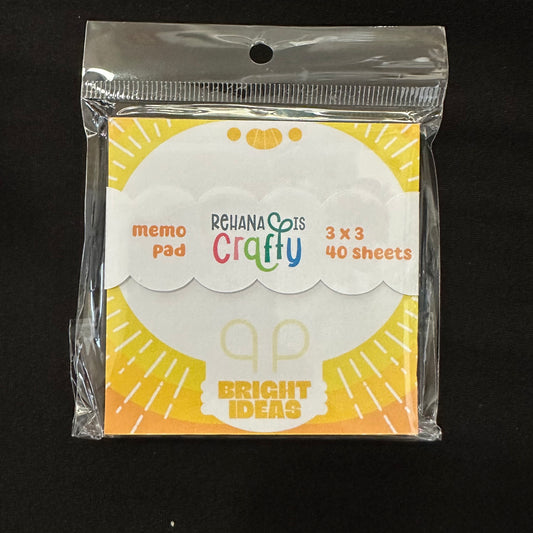 memo
pad
REHANA IS
Crafty
3 x 3
40 sheets
BRIGHT
IDEAS